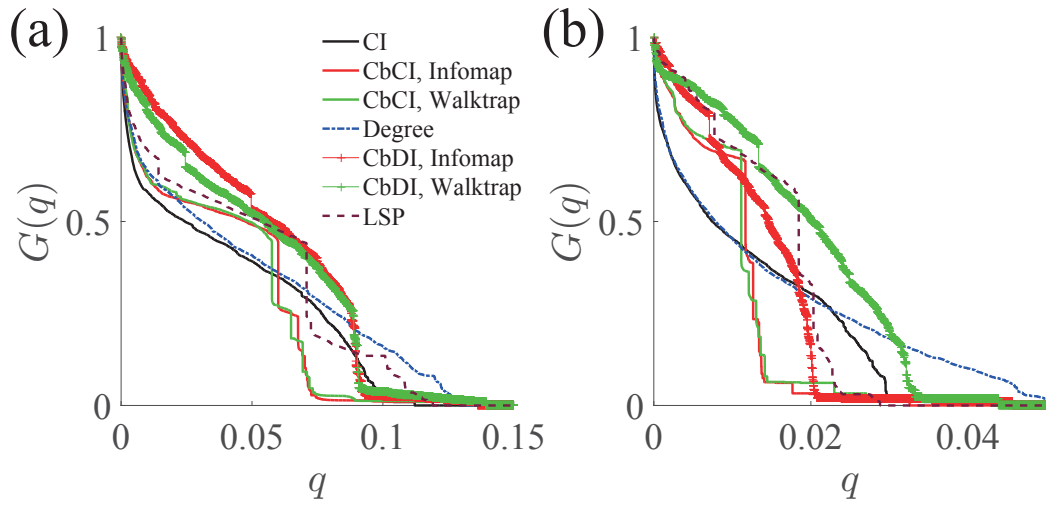 (a)
1
0.5
0
G(q)
0
0.05
0.1
0.15
q
CI
CbCI, Infomap
CbCI, Walktrap
Degree
CbDI, Infomap
CbDI, Walktrap
LSP
(b)
1
0.5
0
G(q)
0
0.02
0.04
q